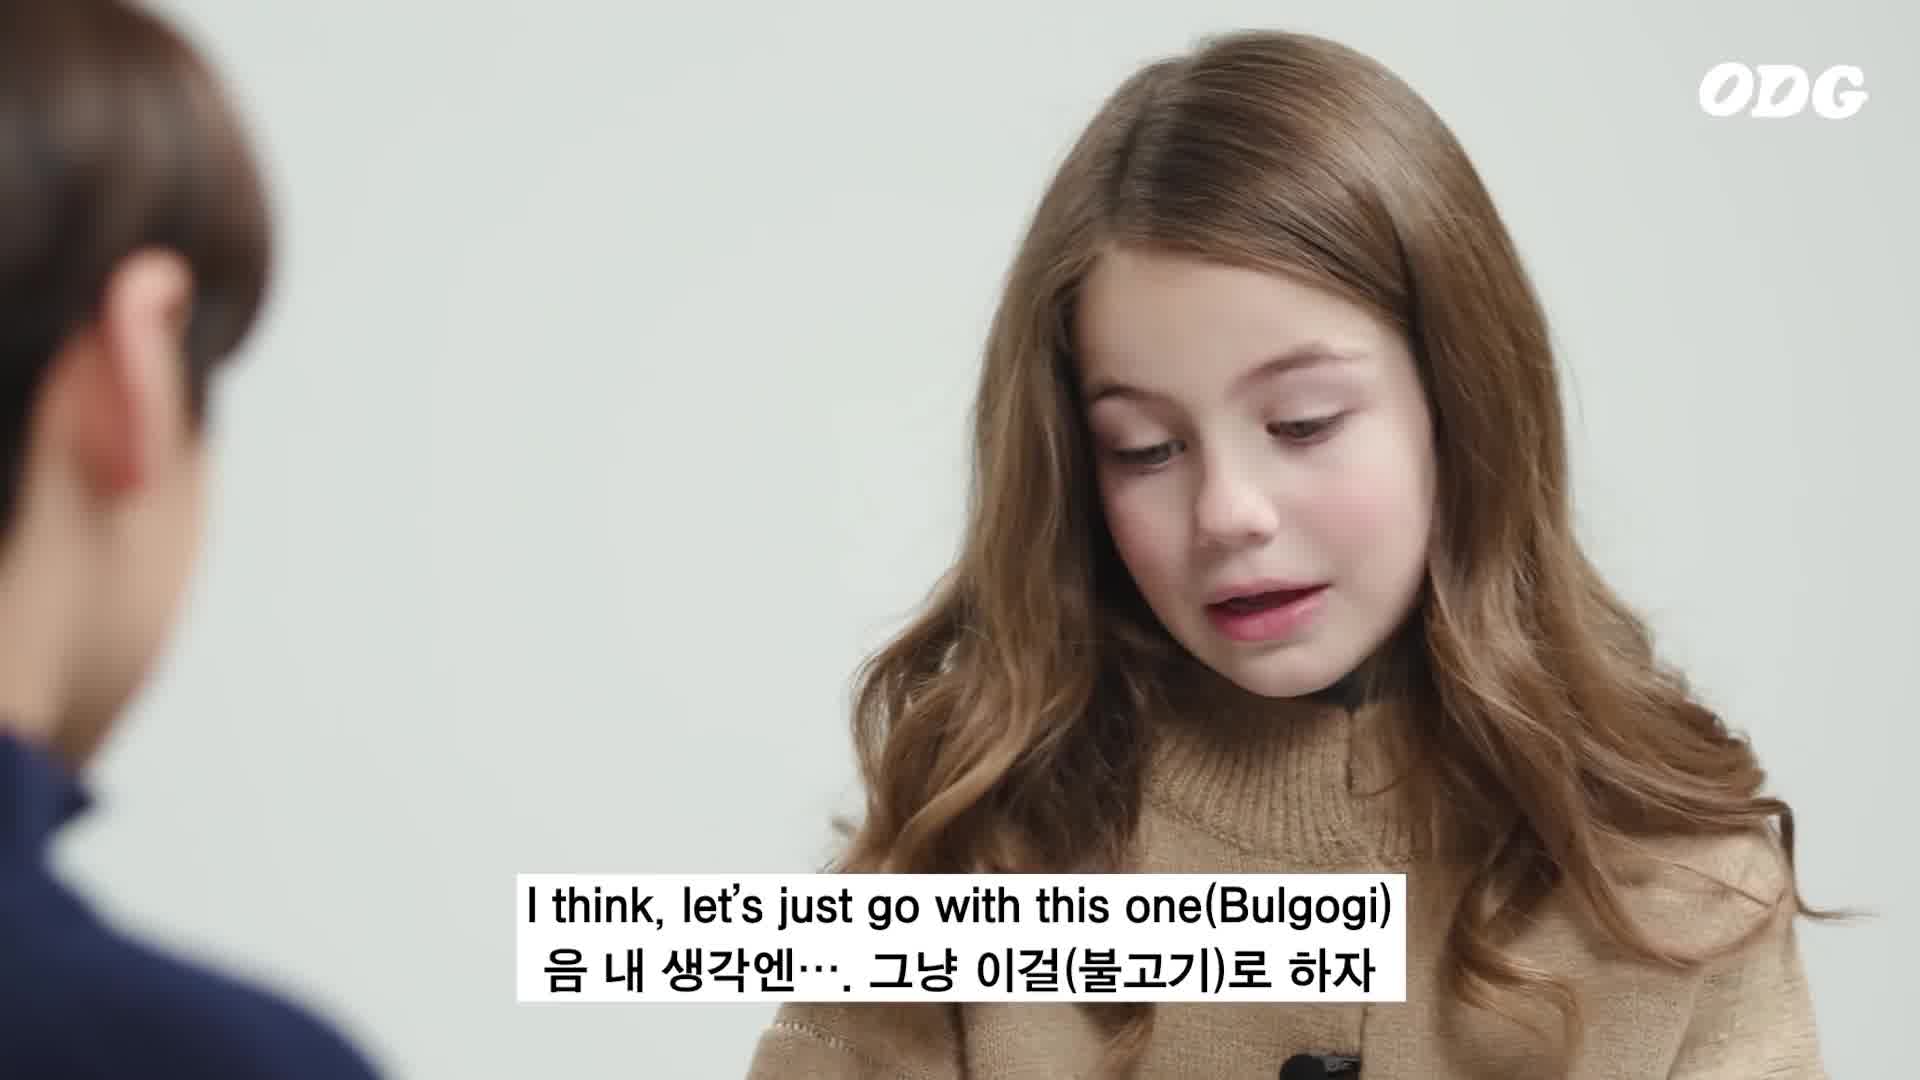 ODG
I think, let's just go with this one(Bulgogi)
음 내 생각엔···. 그냥 이걸(불고기)로 하자